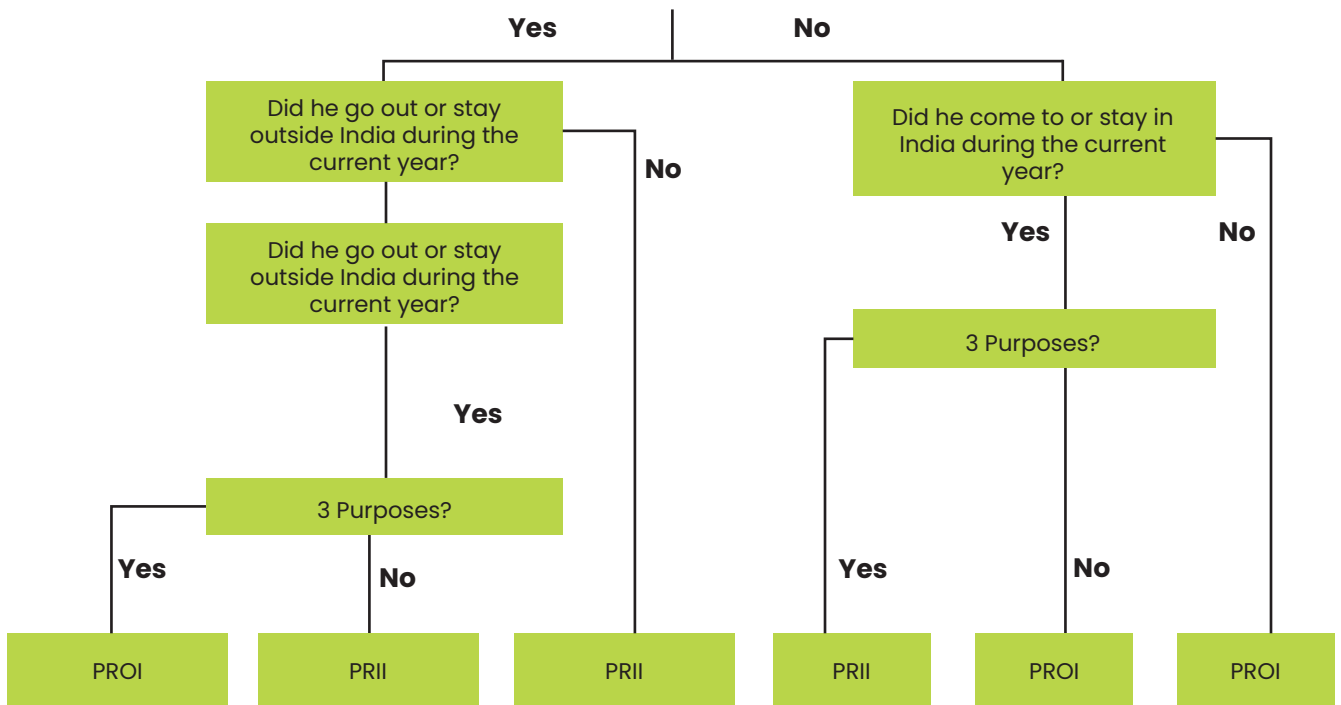 Yes
No
Did he go out or stay
outside India during the
current year?
No
Did he come to or stay in
India during the current
year?
Did he go out or stay
outside India during the
current year?
Yes
No
3 Purposes?
Yes
3 Purposes?
Yes
No
Yes
No
PROI
PRII
PRII
PRII
PROI
PROI